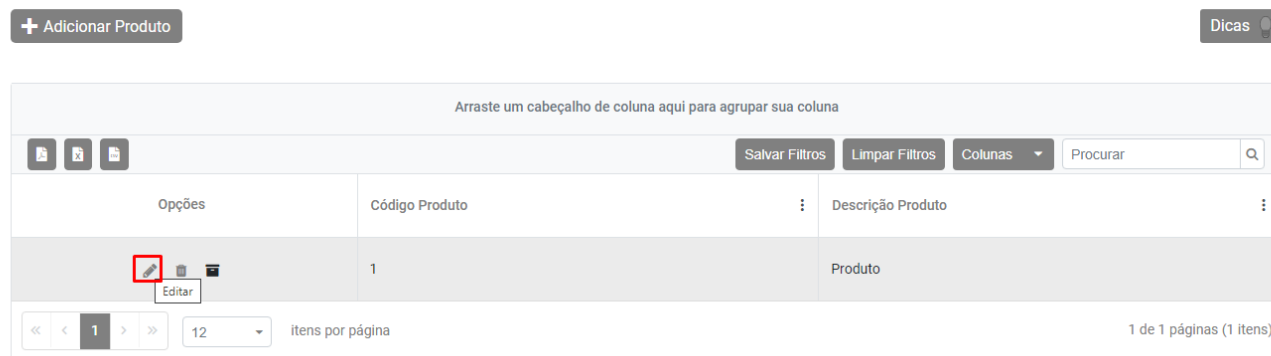 Adicionar Produto
Dicas
Arraste um cabeçalho de coluna aqui para agrupar sua coluna
Salvar Filtros Limpar Filtros Colunas Procurar
Opções Código Produto Descrição Produto
1 Produto
Editar
1 12 itens por página 1 de 1 páginas (1 itens)